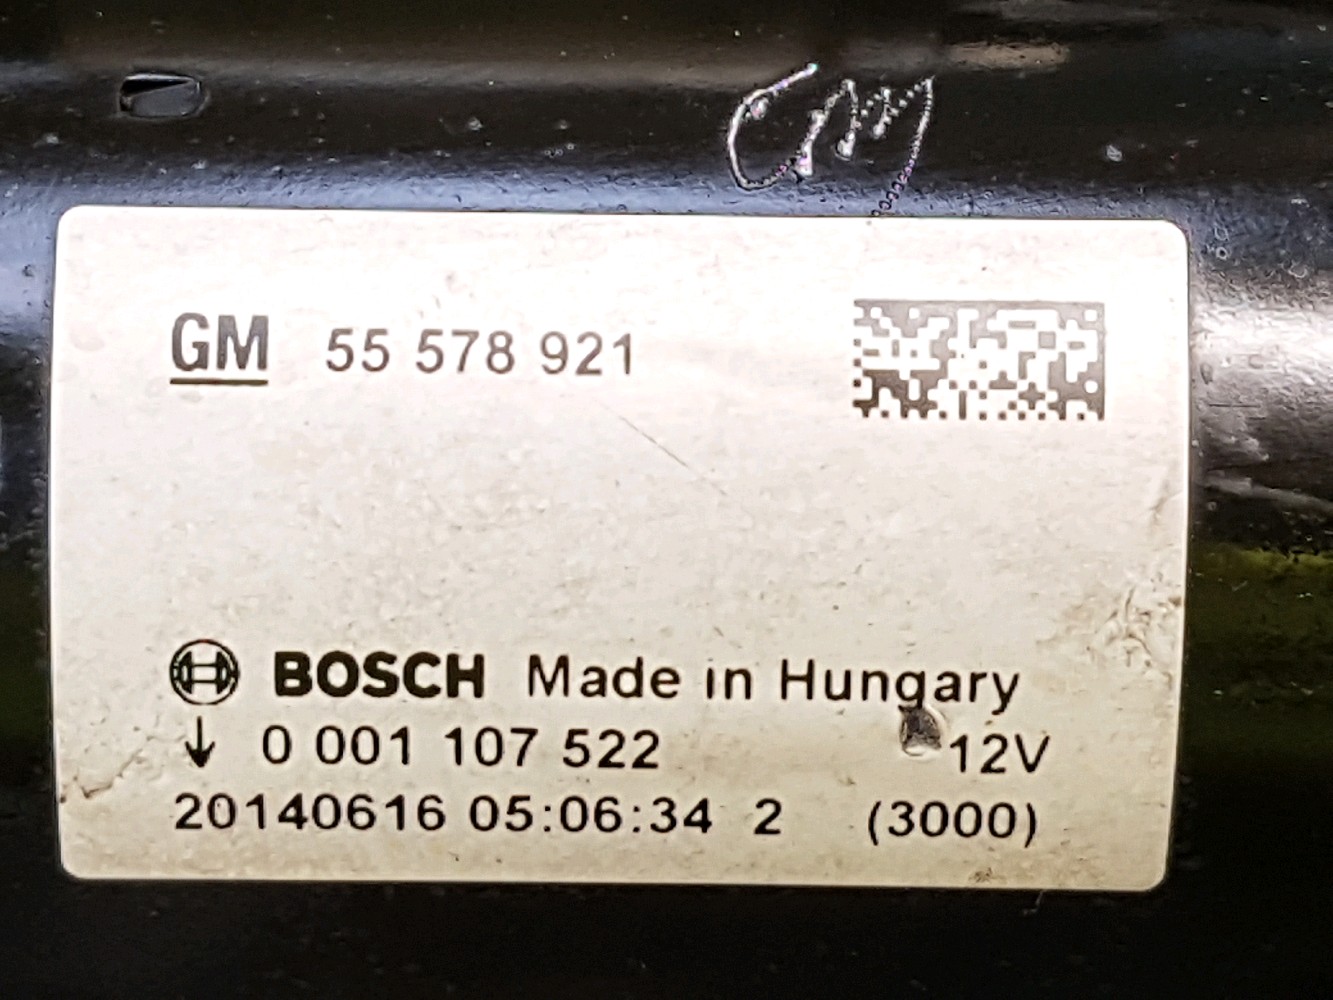 GM 55 578 921
BOSCH Made in Hungary
0 001 107 522 12V
20140616 05:06:34 2 (3000)